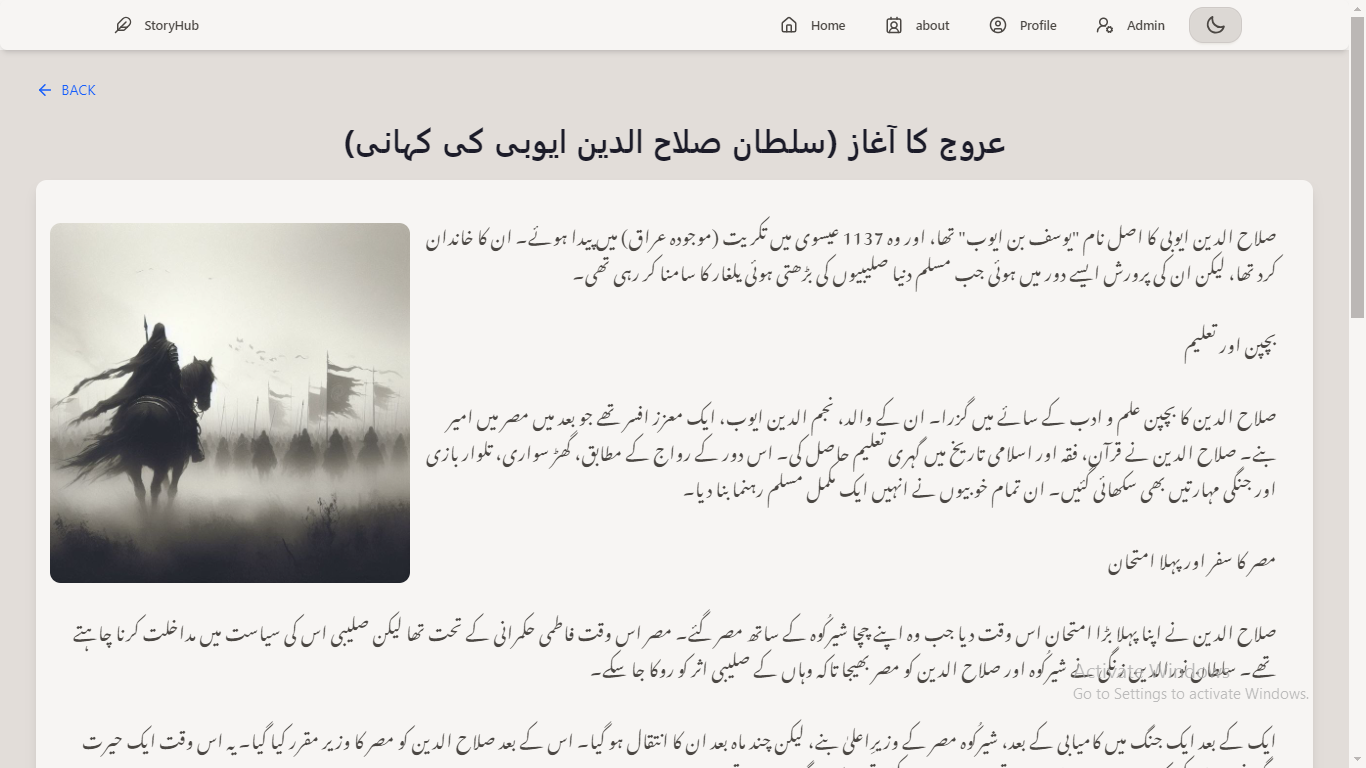 StoryHub
Home
about
Profile
Admin
BACK
عروج کا آغاز (سلطان صلاح الدین ایوبی کی کہانی)
صلاح الدین ایوبی کا اصل نام "یوسف بن ایوب" تھا، اور وہ 1137 عیسوی میں تکریت (موجودہ عراق) میں پیدا ہوئے۔ ان کا خاندان
کرد تھا، لیکن ان کی پرورش ایسے دور میں ہوئی جب مسلم دنیا صلیبیوں کی بڑھتی ہوئی یلغار کا سامنا کر رہی تھی۔
بچپن اور تعلیم
صلاح الدین کا بچپن علم و ادب کے سائے میں گزرا۔ ان کے والد، نجم الدین ایوب، ایک معزز افسر تھے جو بعد میں مصر میں امیر
بنے۔ صلاح الدین نے قرآن، فقہ اور اسلامی تاریخ میں گہری تعلیم حاصل کی۔ اس دور کے رواج کے مطابق، گھڑ سواری، تلوار بازی
اور جنگی مہارتیں بھی سکھائی گئیں۔ ان تمام خوبیوں نے انہیں ایک مکمل مسلم رہنما بنا دیا۔
مصر کا سفر اور پہلا امتحان
صلاح الدین نے اپنا پہلا بڑا امتحان اس وقت دیا جب وہ اپنے چچا شیرکُوہ کے ساتھ مصر گئے۔ مصر اس وقت فاطمی حکمرانی کے تحت تھا لیکن صلیبی اس کی سیاست میں مداخلت کرنا چاہتے
تھے۔ سلطان نور الدین زنگی نے شیرکُوہ اور صلاح الدین کو مصر بھیجا تاکہ وہاں کے صلیبی اثر کو روکا جا سکے۔
ایک کے بعد ایک جنگ میں کامیابی کے بعد، شیرکُوہ مصر کے وزیرِاعلیٰ بنے، لیکن چند ماہ بعد ان کا انتقال ہو گیا۔ اس کے بعد صلاح الدین کو مصر کا وزیر مقرر کیا گیا۔ یہ اس وقت ایک حیرت
Activate Windows
Go to Settings to activate Windows.